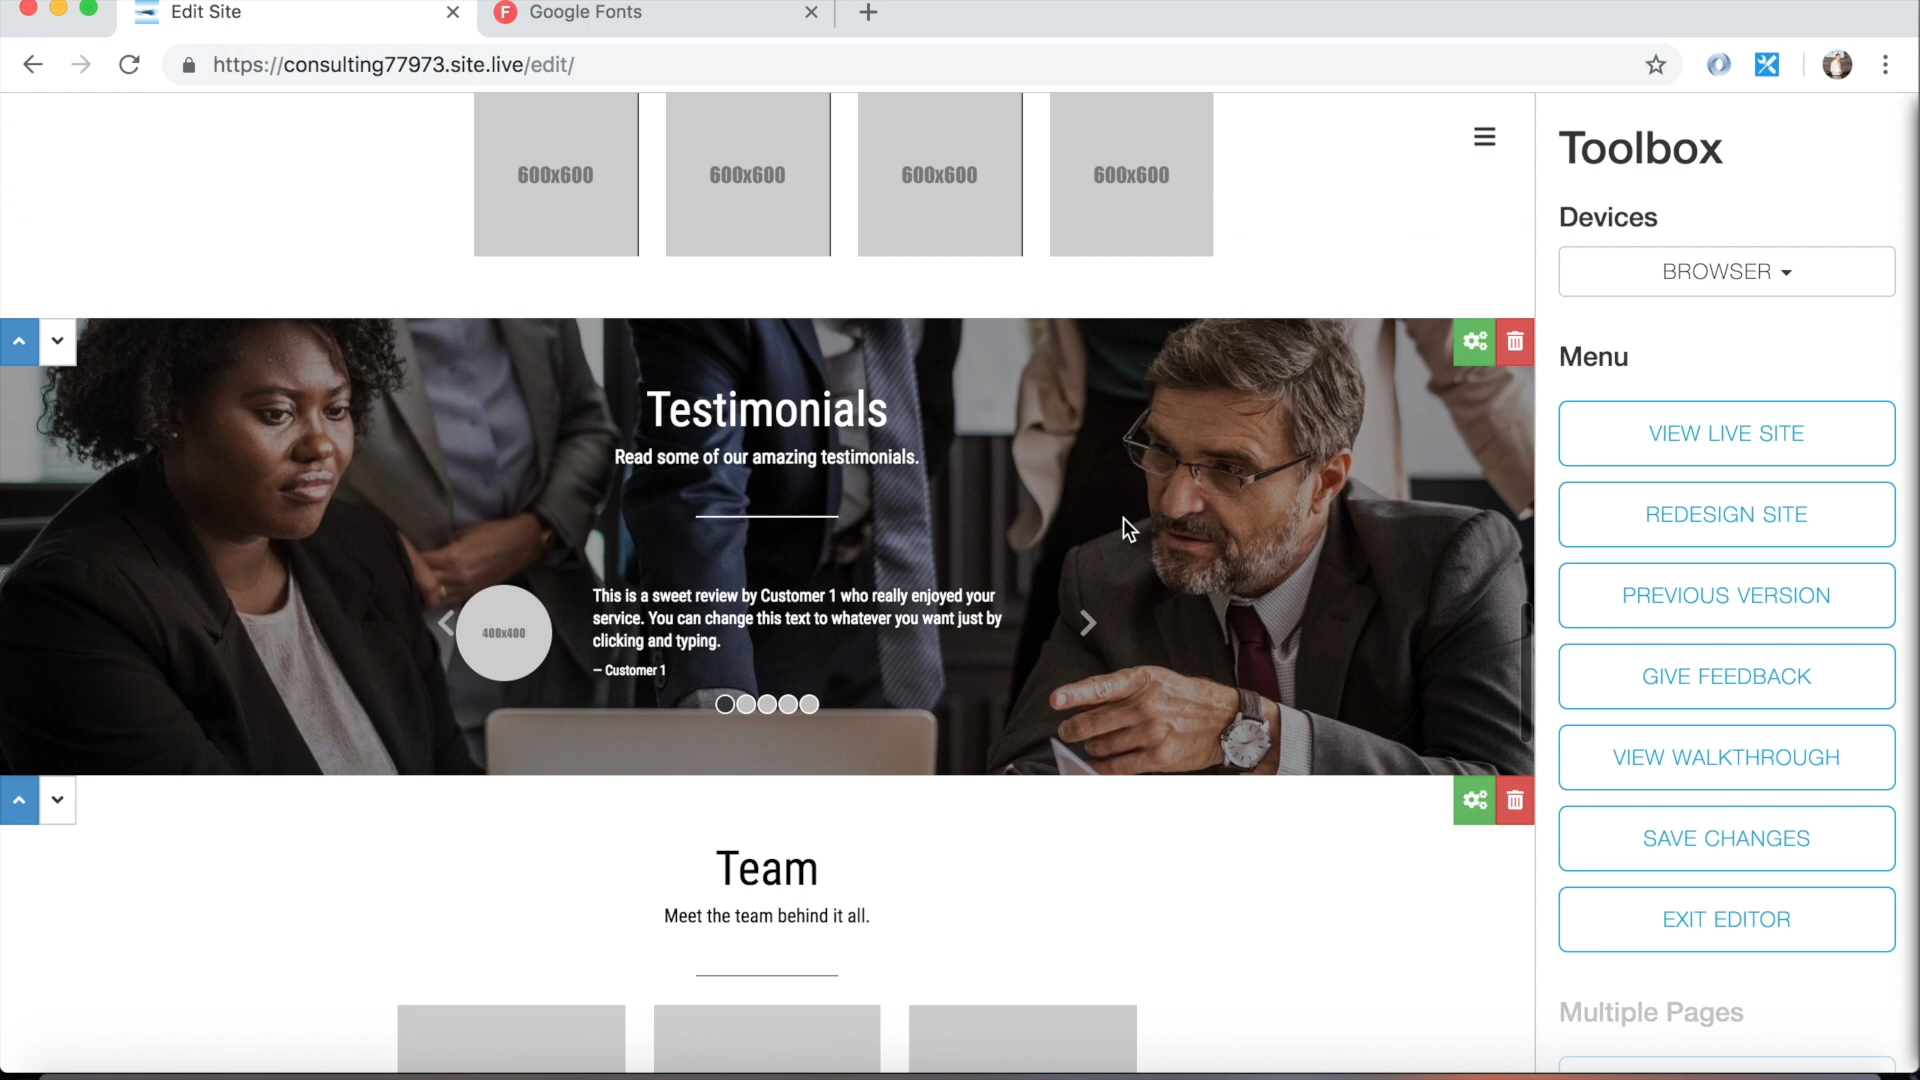 Edit Site
F
Google Fonts
https://consulting77973.site.live/edit/
600x600
600x600
600x600
600x600
Toolbox
Devices
BROWSER
Menu
VIEW LIVE SITE
REDESIGN SITE
PREVIOUS VERSION
GIVE FEEDBACK
VIEW WALKTHROUGH
SAVE CHANGES
EXIT EDITOR
Multiple Pages
Testimonials
Read some of our amazing testimonials.
400x400
This is a sweet review by Customer 1 who really enjoyed your
service. You can change this text to whatever you want just by
clicking and typing.
– Customer 1
Team
Meet the team behind it all.